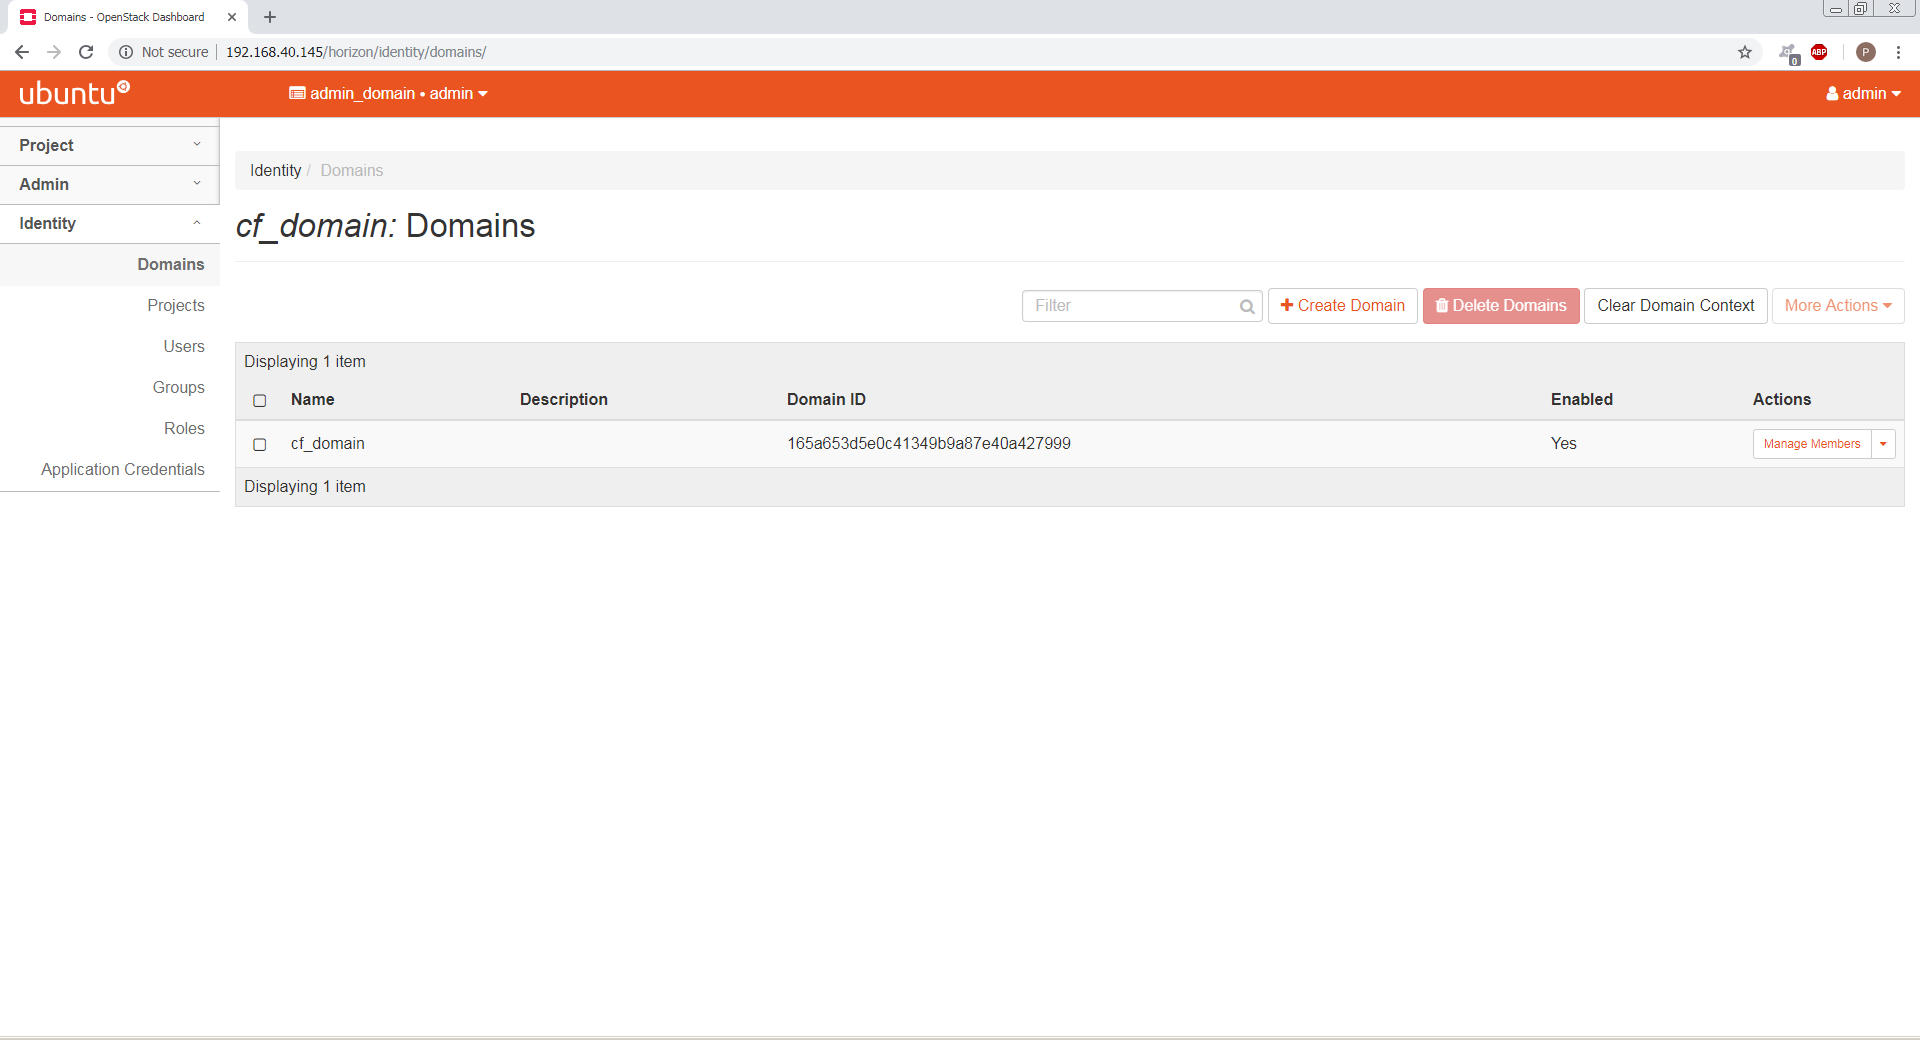 Domains - OpenStack Dashboard
Not secure | 192.168.40.145/horizon/identity/domains/
0
ABP
P
ubuntu
admin_domain • admin
admin
Project
Admin
Identity
Domains
Projects
Users
Groups
Roles
Application Credentials
Identity / Domains
cf_domain: Domains
Filter
Create Domain
Delete Domains
Clear Domain Context
More Actions
Displaying 1 item
Name Description Domain ID Enabled Actions
cf_domain 165a653d5e0c41349b9a87e40a427999 Yes Manage Members
Displaying 1 item